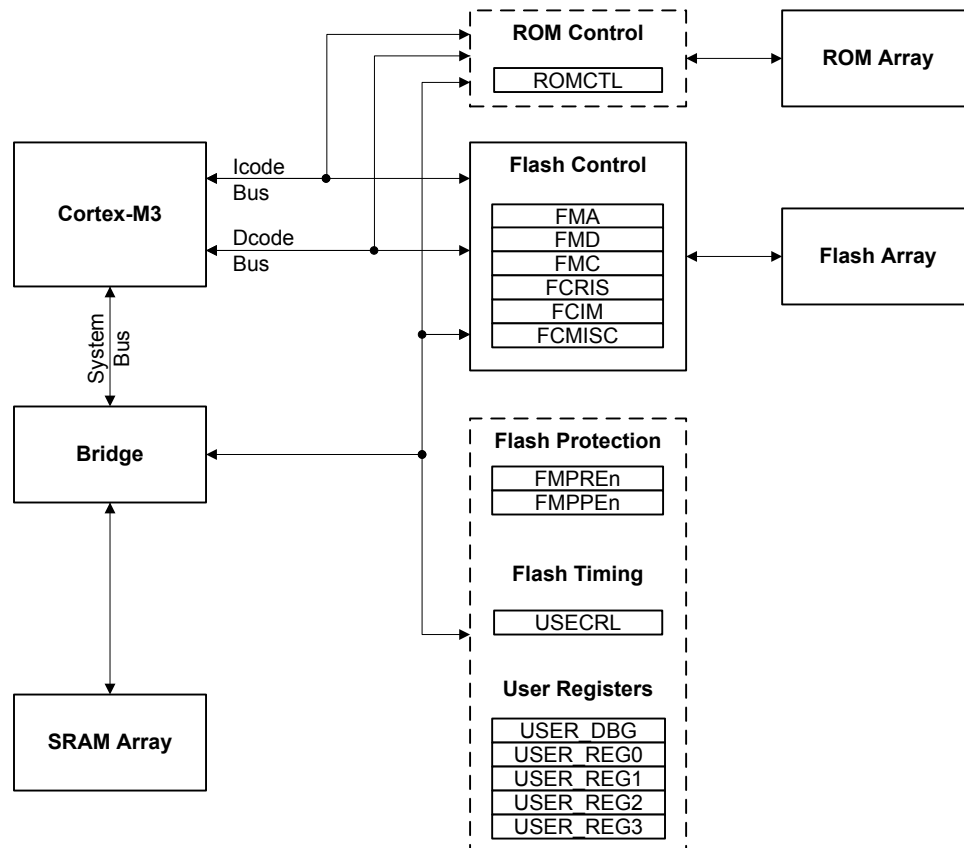 ROM Control
ROMCTL
ROM Array
Cortex-M3
Icode
Bus
Dcode
Bus
Flash Control
FMA
FMD
FMC
FCRIS
FCIM
FCMISC
Flash Array
System
Bus
Bridge
Flash Protection
FMPREn
FMPPEn
Flash Timing
USECRL
User Registers
USER_DBG
USER_REG0
USER_REG1
USER_REG2
USER_REG3
SRAM Array